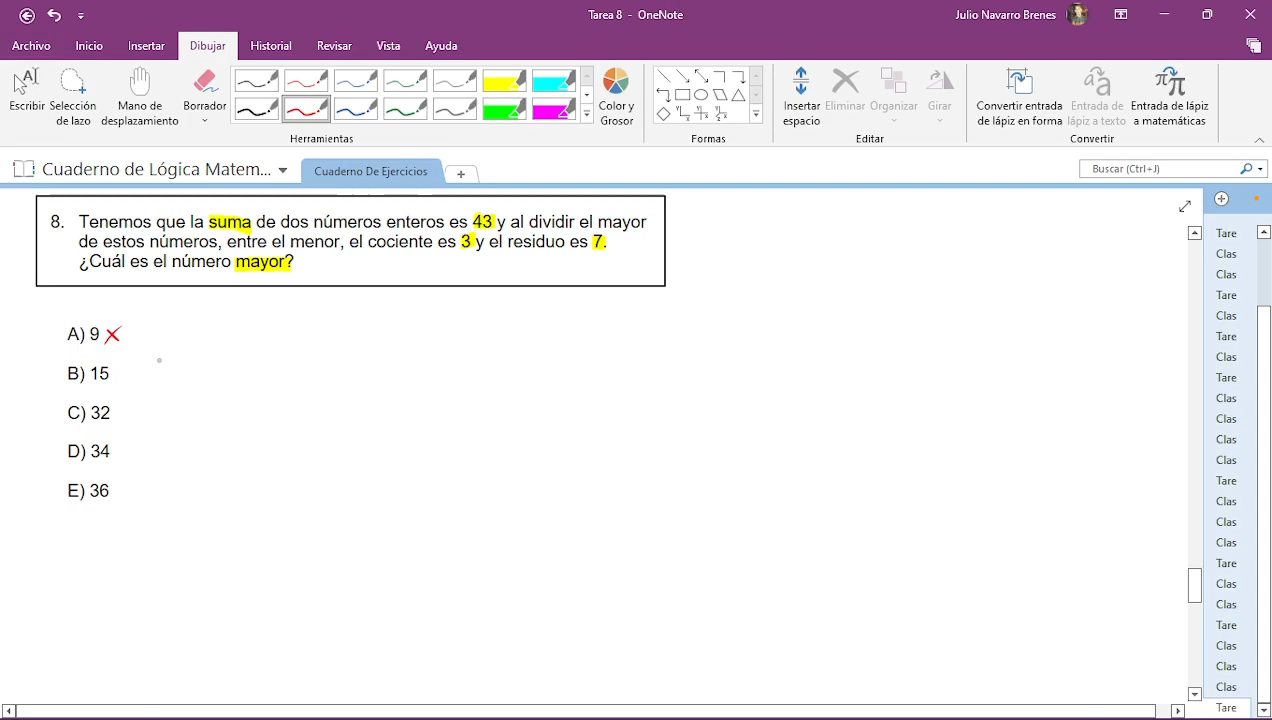 Tarea 8 - OneNote
Julio Navarro Brenes
Archivo Inicio Insertar Dibujar Historial Revisar Vista Ayuda
Escribir
Selección de lazo
Mano de desplazamiento
Borrador
Color y Grosor
Insertar espacio
Eliminar
Organizar
Girar
Convertir entrada de lápiz en forma
Entrada de lápiz a texto
Entrada de lápiz a matemáticas
Herramientas
Formas
Editar
Convertir
Cuaderno de Lógica Matem...
Cuaderno De Ejercicios
Buscar (Ctrl+J)
8. Tenemos que la suma de dos números enteros es 43 y al dividir el mayor
de estos números, entre el menor, el cociente es 3 y el residuo es 7.
¿Cuál es el número mayor?
A) 9
B) 15
C) 32
D) 34
E) 36
Tare
Clas
Clas
Tare
Clas
Tare
Clas
Tare
Clas
Clas
Clas
Clas
Tare
Clas
Clas
Clas
Tare
Clas
Clas
Tare
Clas
Clas
Clas
Tare